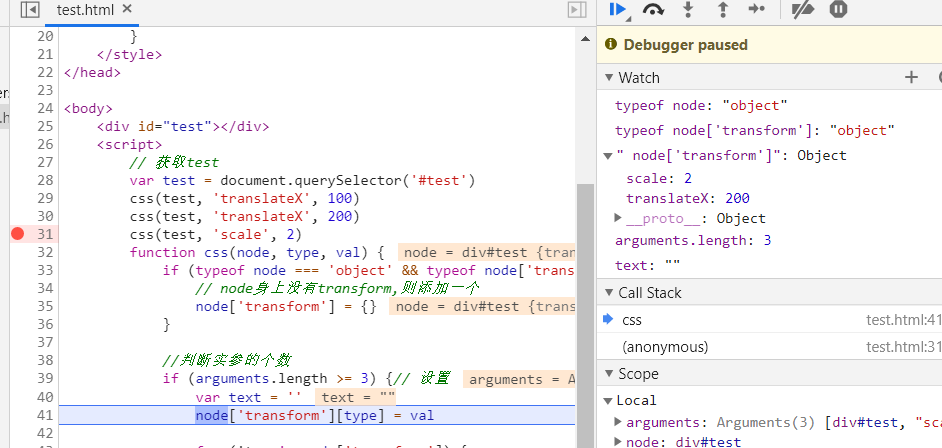 test.html ×
20 }
21 </style>
22 </head>
23
24 <body>
25 <div id="test"></div>
26 <script>
27 // 获取test
28 var test = document.querySelector('#test')
29 css(test, 'translateX', 100)
30 css(test, 'translateX', 200)
31 css(test, 'scale', 2)
32 function css(node, type, val) { node = div#test {tran
33 if (typeof node === 'object' && typeof node['trans
34 // node身上没有transform,则添加一个
35 node['transform'] = {} node = div#test {trans
36 }
37
38 //判断实参的个数
39 if (arguments.length >= 3) {// 设置 arguments = A
40 var text = '' text = ""
41 node['transform'][type] = val
42
er:
.h
Debugger paused
Watch
typeof node: "object"
typeof node['transform']: "object"
" node['transform']": Object
scale: 2
translateX: 200
__proto__: Object
arguments.length: 3
text: ""
Call Stack
css test.html:41
(anonymous) test.html:31
Scope
Local
arguments: Arguments(3) [div#test, "sca
node: div#test